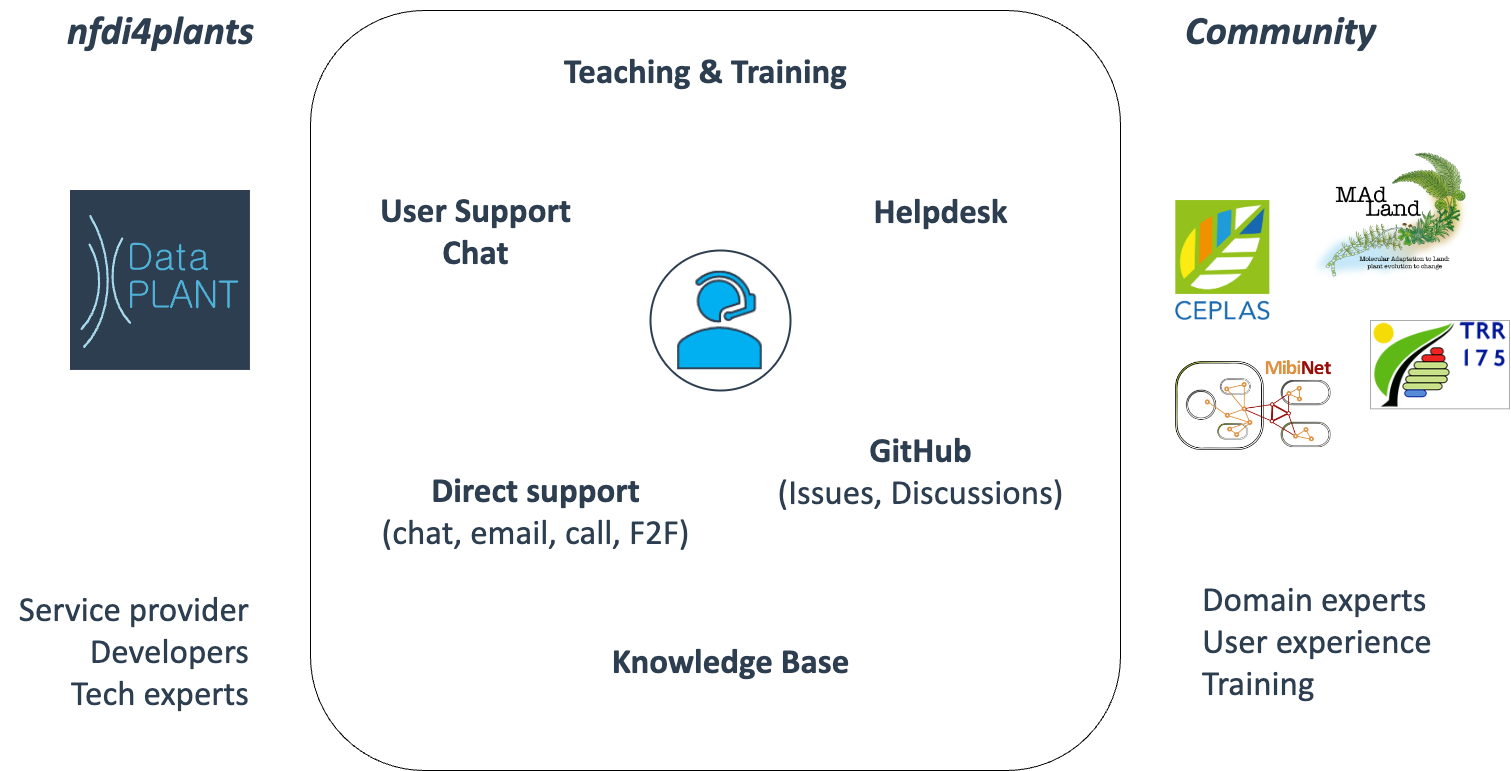 nfdi4plants
Data
PLANT
Service provider
Developers
Tech experts
Teaching & Training
User Support
Chat
Helpdesk
Direct support
(chat, email, call, F2F)
GitHub
(Issues, Discussions)
Knowledge Base
Community
CEPLAS
MAd
Land
Molecular Adaptation to Land:
plant evolution to change
MibiNet
TRR
175
Domain experts
User experience
Training